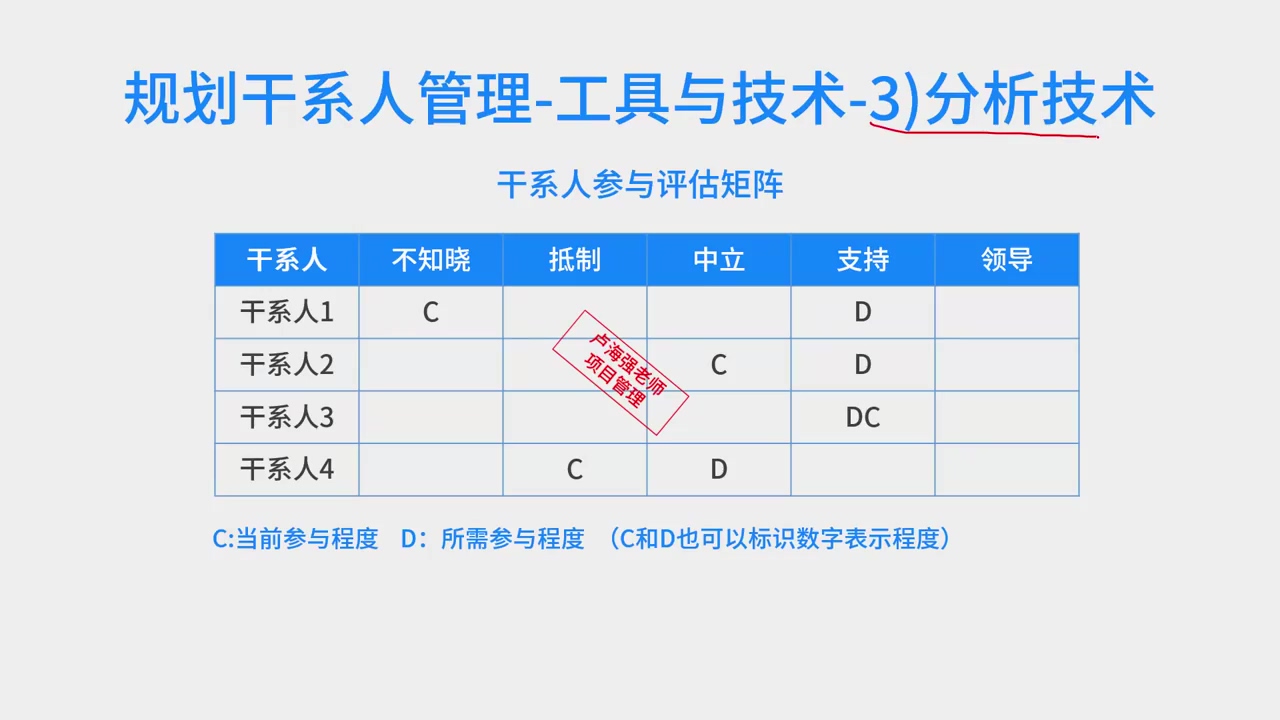 规划干系人管理-工具与技术-3)分析技术
干系人参与评估矩阵
干系人 不知晓 抵制 中立 支持 领导
干系人1 C D
干系人2 C D
干系人3 DC
干系人4 C D
卢海强老师
项目管理
C:当前参与程度 D：所需参与程度 （C和D也可以标识数字表示程度）